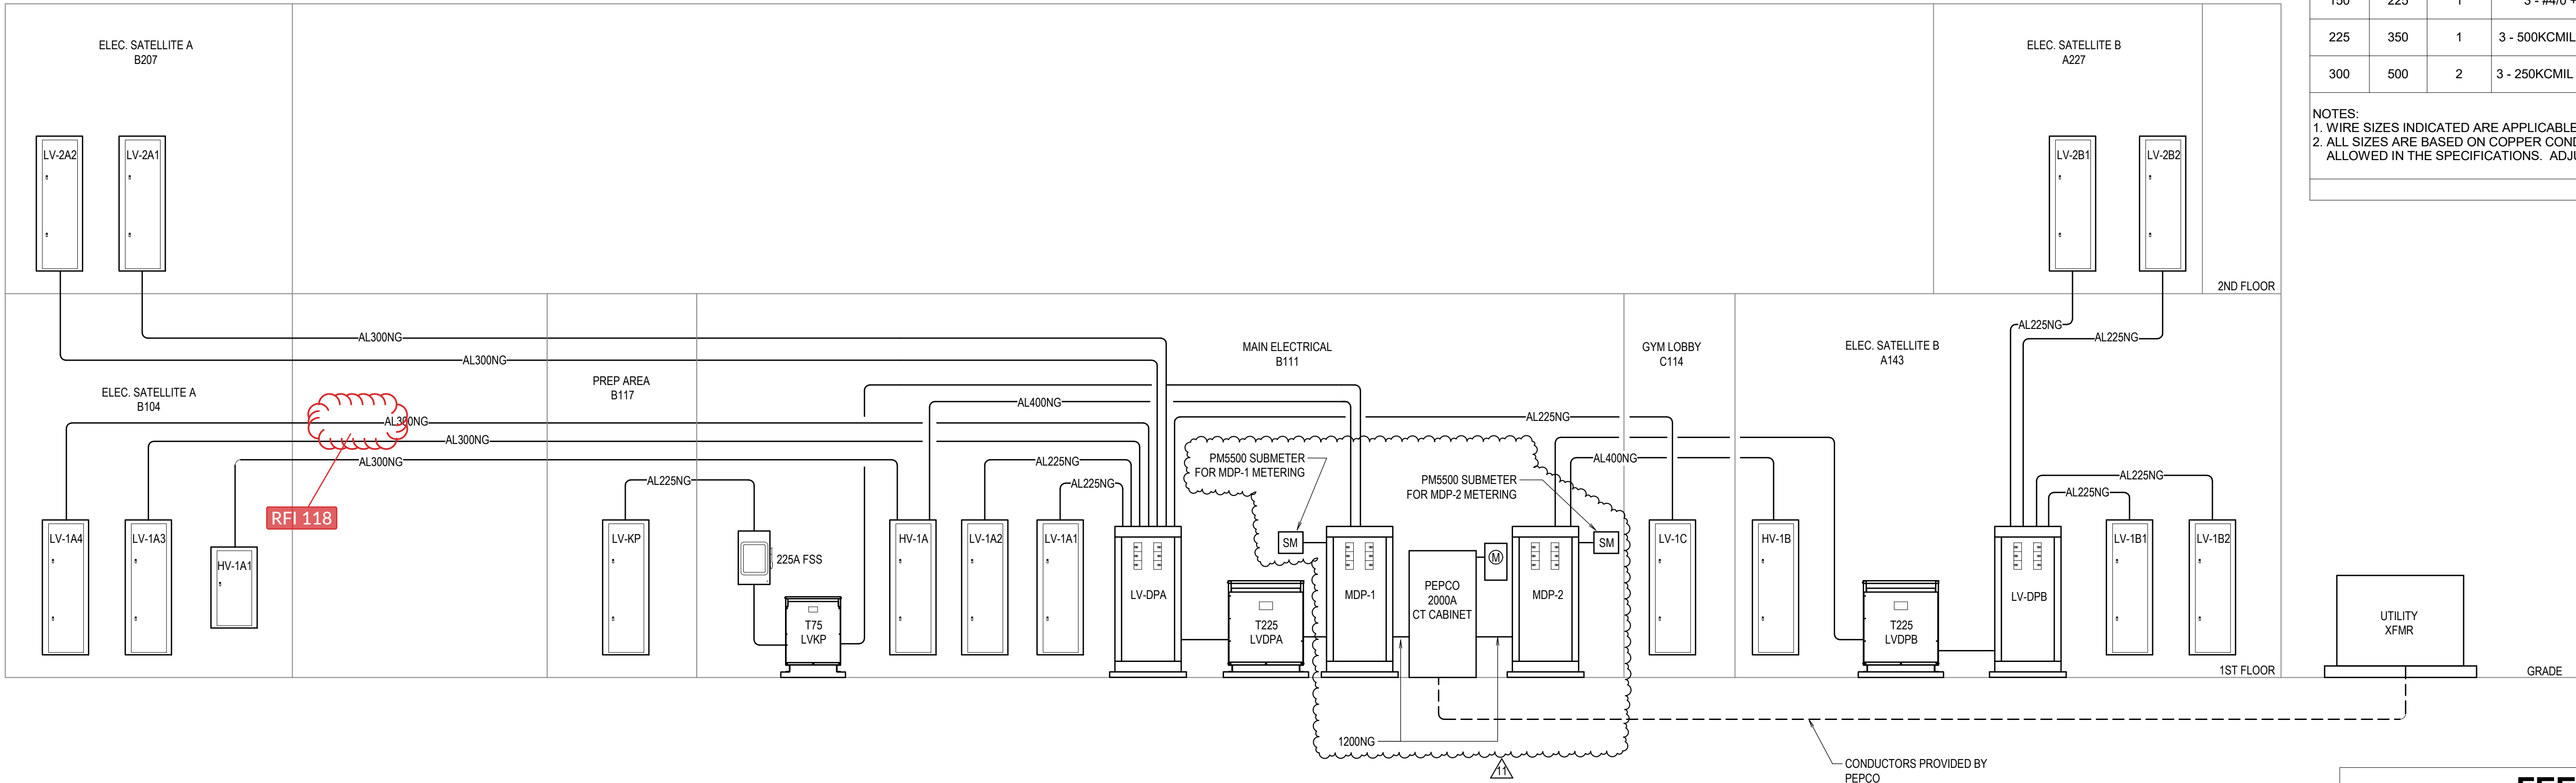 ELEC. SATELLITE A
B207
ELEC. SATELLITE B
A227
LV-2A2
LV-2A1
LV-2B1
LV-2B2
2ND FLOOR
225 350 1 3 - 500KCMIL
300 500 2 3 - 250KCMIL
NOTES:
1. WIRE SIZES INDICATED ARE APPLICABLE
2. ALL SIZES ARE BASED ON COPPER
ALLOWED IN THE SPECIFICATIONS.
AL300NG
AL300NG
AL225NG
AL225NG
ELEC. SATELLITE A
B104
PREP AREA
B117
MAIN ELECTRICAL
B111
GYM LOBBY
C114
ELEC. SATELLITE B
A143
AL300NG
AL300NG
AL300NG
RFI 118
AL225NG
AL400NG
AL225NG
AL225NG
AL225NG
AL400NG
AL225NG
AL225NG
PM5500 SUBMETER
FOR MDP-1 METERING
PM5500 SUBMETER
FOR MDP-2 METERING
LV-1A4
LV-1A3
HV-1A1
LV-KP
225A FSS
T75
LVKP
HV-1A
LV-1A2
LV-1A1
LV-DPA
T225
LVDPA
SM
MDP-1
PEPCO
2000A
CT CABINET
M
MDP-2
SM
LV-1C
HV-1B
T225
LVDPB
LV-DPB
LV-1B1
LV-1B2
UTILITY
XFMR
1ST FLOOR
GRADE
1200NG
11
CONDUCTORS PROVIDED BY
PEPCO